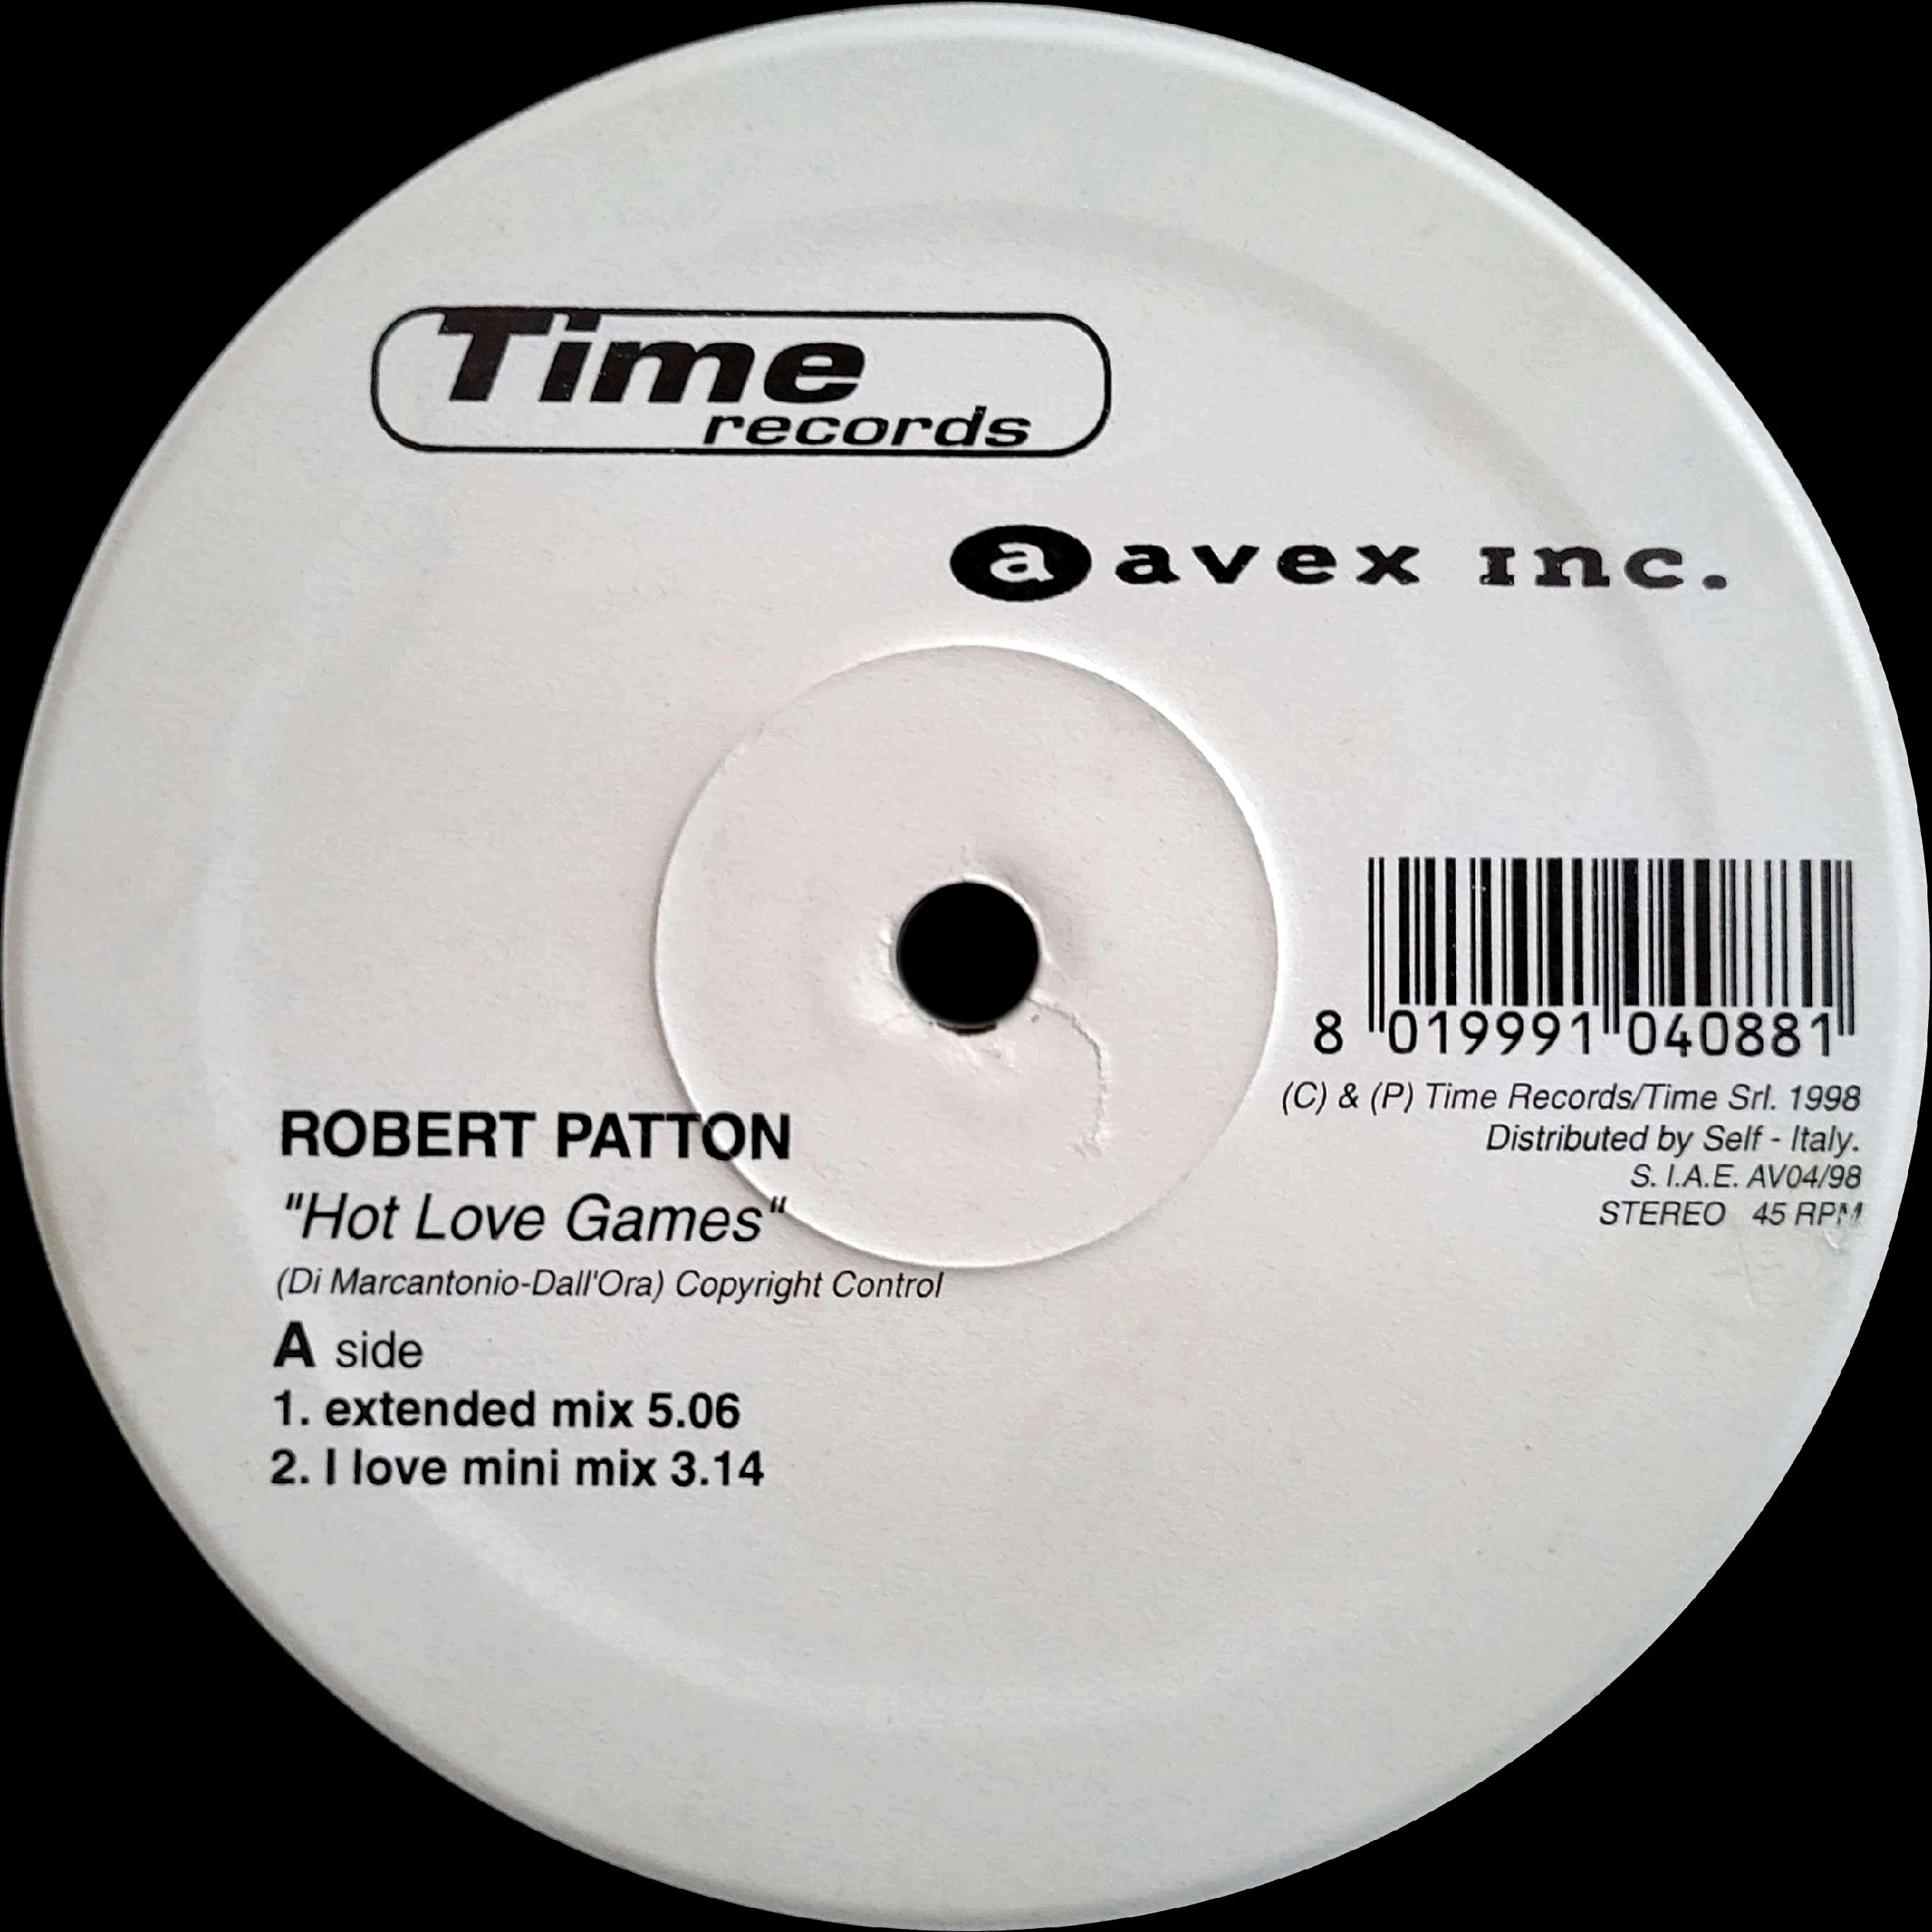 Time
records
a avex inc.
8 019991 040881
(C) & (P) Time Records/Time Srl. 1998
Distributed by Self - Italy.
S. I.A.E. AV04/98
STEREO 45 RPM
ROBERT PATTON
"Hot Love Games"
(Di Marcantonio-Dall'Ora) Copyright Control
A side
1. extended mix 5.06
2. I love mini mix 3.14